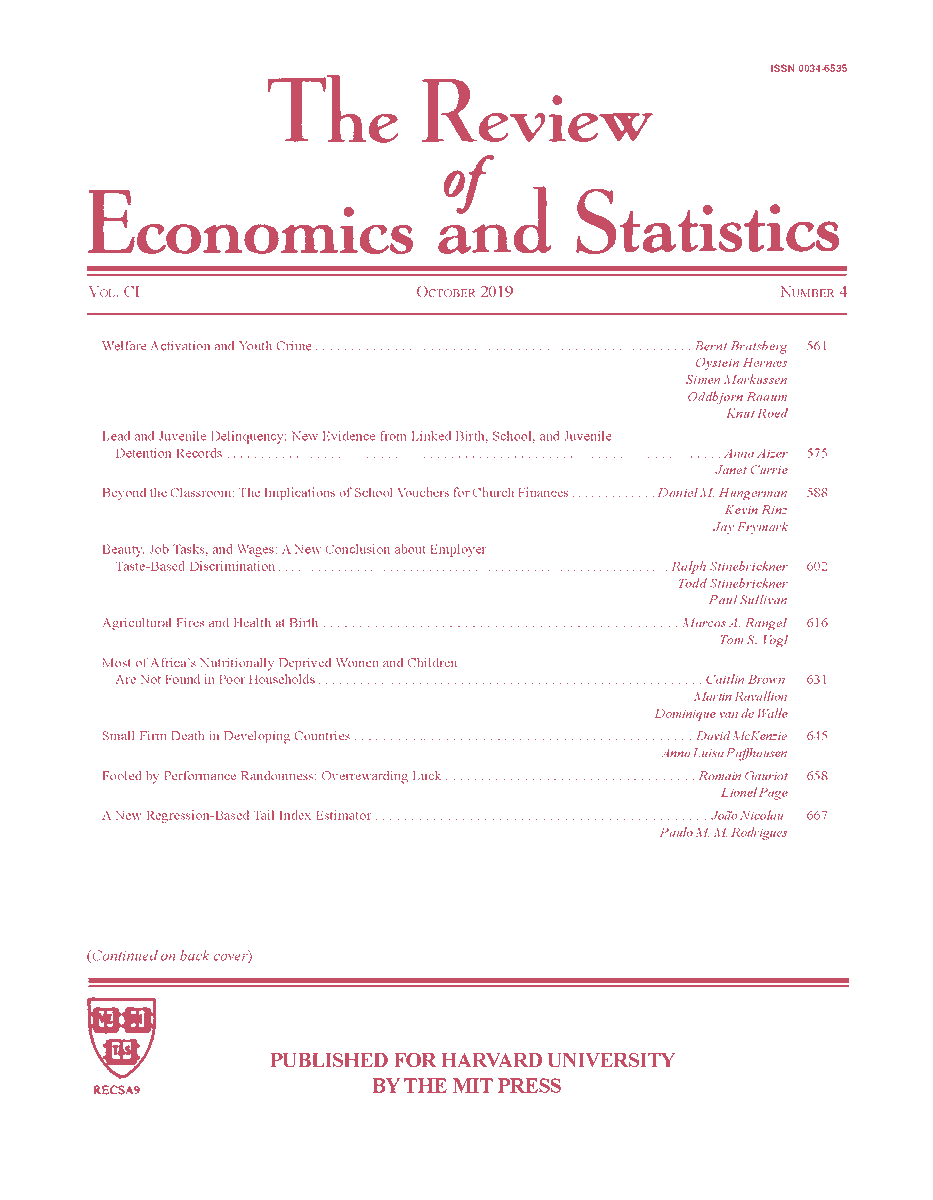 ISSN 0034-6535
The Review
of
Economics and Statistics
VOL. CI OCTOBER 2019 NUMBER 4
Welfare Activation and Youth Crime . . . . . . . . . . . . . . . . . . . . . . . . . . . . . . . . . . . . . . . . . . . . . . . . . . . . . Bernt Bratsberg 561
Oystein Hernæs
Simen Markussen
Oddbjorn Raaum
Knut Roed
Lead and Juvenile Delinquency: New Evidence from Linked Birth, School, and Juvenile
Detention Records . . . . . . . . . . . . . . . . . . . . . . . . . . . . . . . . . . . . . . . . . . . . . . . . . . . . . Anna Aizer 575
Janet Currie
Beyond the Classroom: The Implications of School Vouchers for Church Finances . . . . . . . . . . . . . Daniel M. Hungerman 588
Kevin Rinz
Jay Frymark
Beauty, Job Tasks, and Wages: A New Conclusion about Employer
Taste-Based Discrimination . . . . . . . . . . . . . . . . . . . . . . . . . . . . . . . . . . . . . . . . . . . . . . . . . . . . . Ralph Stinebrickner 602
Todd Stinebrickner
Paul Sullivan
Agricultural Fires and Health at Birth . . . . . . . . . . . . . . . . . . . . . . . . . . . . . . . . . . . . . . . . . . . . . . . . . . Marcos A. Rangel 616
Tom S. Vogl
Most of Africa's Nutritionally Deprived Women and Children
Are Not Found in Poor Households . . . . . . . . . . . . . . . . . . . . . . . . . . . . . . . . . . . . . . . . . . . . . . . . . . . . . Caitlin Brown 631
Martin Ravallion
Dominique van de Walle
Small Firm Death in Developing Countries . . . . . . . . . . . . . . . . . . . . . . . . . . . . . . . . . . . . . . . . . . . . . . . David McKenzie 645
Anna Luisa Paffhausen
Fooled by Performance Randomness: Overrewarding Luck . . . . . . . . . . . . . . . . . . . . . . . . . . . . . . . . . . . Romain Gauriot 658
Lionel Page
A New Regression-Based Tail Index Estimator . . . . . . . . . . . . . . . . . . . . . . . . . . . . . . . . . . . . . . . . . . . . . . . João Nicolau 667
Paulo M. M. Rodrigues
(Continued on back cover)
VE RI
TAS
RECSA9
PUBLISHED FOR HARVARD UNIVERSITY
BY THE MIT PRESS